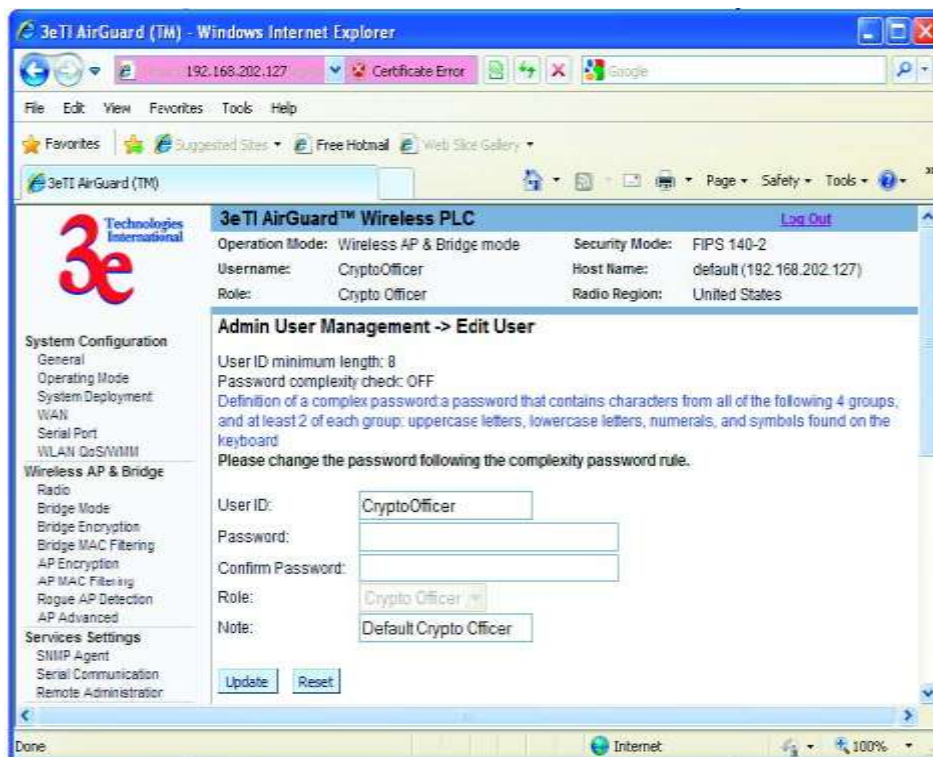 3eTI AirGuard (TM) - Windows Internet Explorer
192.168.202.127 Certificate Error Google
File Edit View Favorites Tools Help
Favorites Suggested Sites Free Hotmail Web Slice Gallery
3eTI AirGuard (TM) Page Safety Tools
3e Technologies International
3eTI AirGuard™ Wireless PLC Log Out
Operation Mode: Wireless AP & Bridge mode Security Mode: FIPS 140-2
Username: CryptoOfficer Host Name: default (192.168.202.127)
Role: Crypto Officer Radio Region: United States
System Configuration
General
Operating Mode
System Deployment
WAN
Serial Port
WLAN QoS/WMM
Wireless AP & Bridge
Radio
Bridge Mode
Bridge Encryption
Bridge MAC Filtering
AP Encryption
AP MAC Filtering
Rogue AP Detection
AP Advanced
Services Settings
SNMP Agent
Serial Communication
Remote Administration
Admin User Management -> Edit User
User ID minimum length: 8
Password complexity check: OFF
Definition of a complex password:a password that contains characters from all of the following 4 groups,
and at least 2 of each group: uppercase letters, lowercase letters, numerals, and symbols found on the
keyboard
Please change the password following the complexity password rule.
User ID: CryptoOfficer
Password:
Confirm Password:
Role: Crypto Officer
Note: Default Crypto Officer
Update Reset
Done Internet 100%